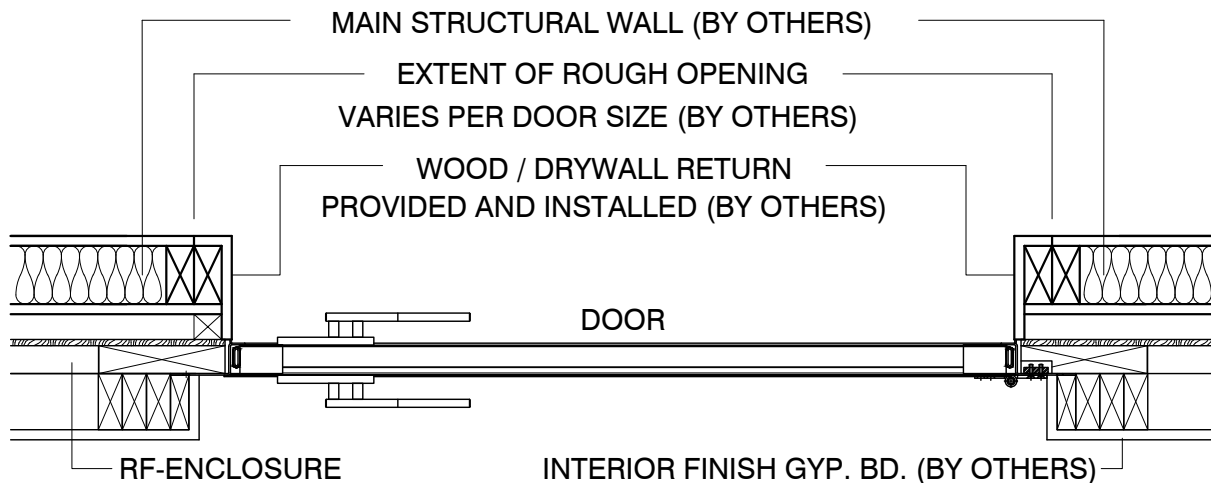 MAIN STRUCTURAL WALL (BY OTHERS)
EXTENT OF ROUGH OPENING
VARIES PER DOOR SIZE (BY OTHERS)
WOOD / DRYWALL RETURN
PROVIDED AND INSTALLED (BY OTHERS)
DOOR
RF-ENCLOSURE
INTERIOR FINISH GYP. BD. (BY OTHERS)